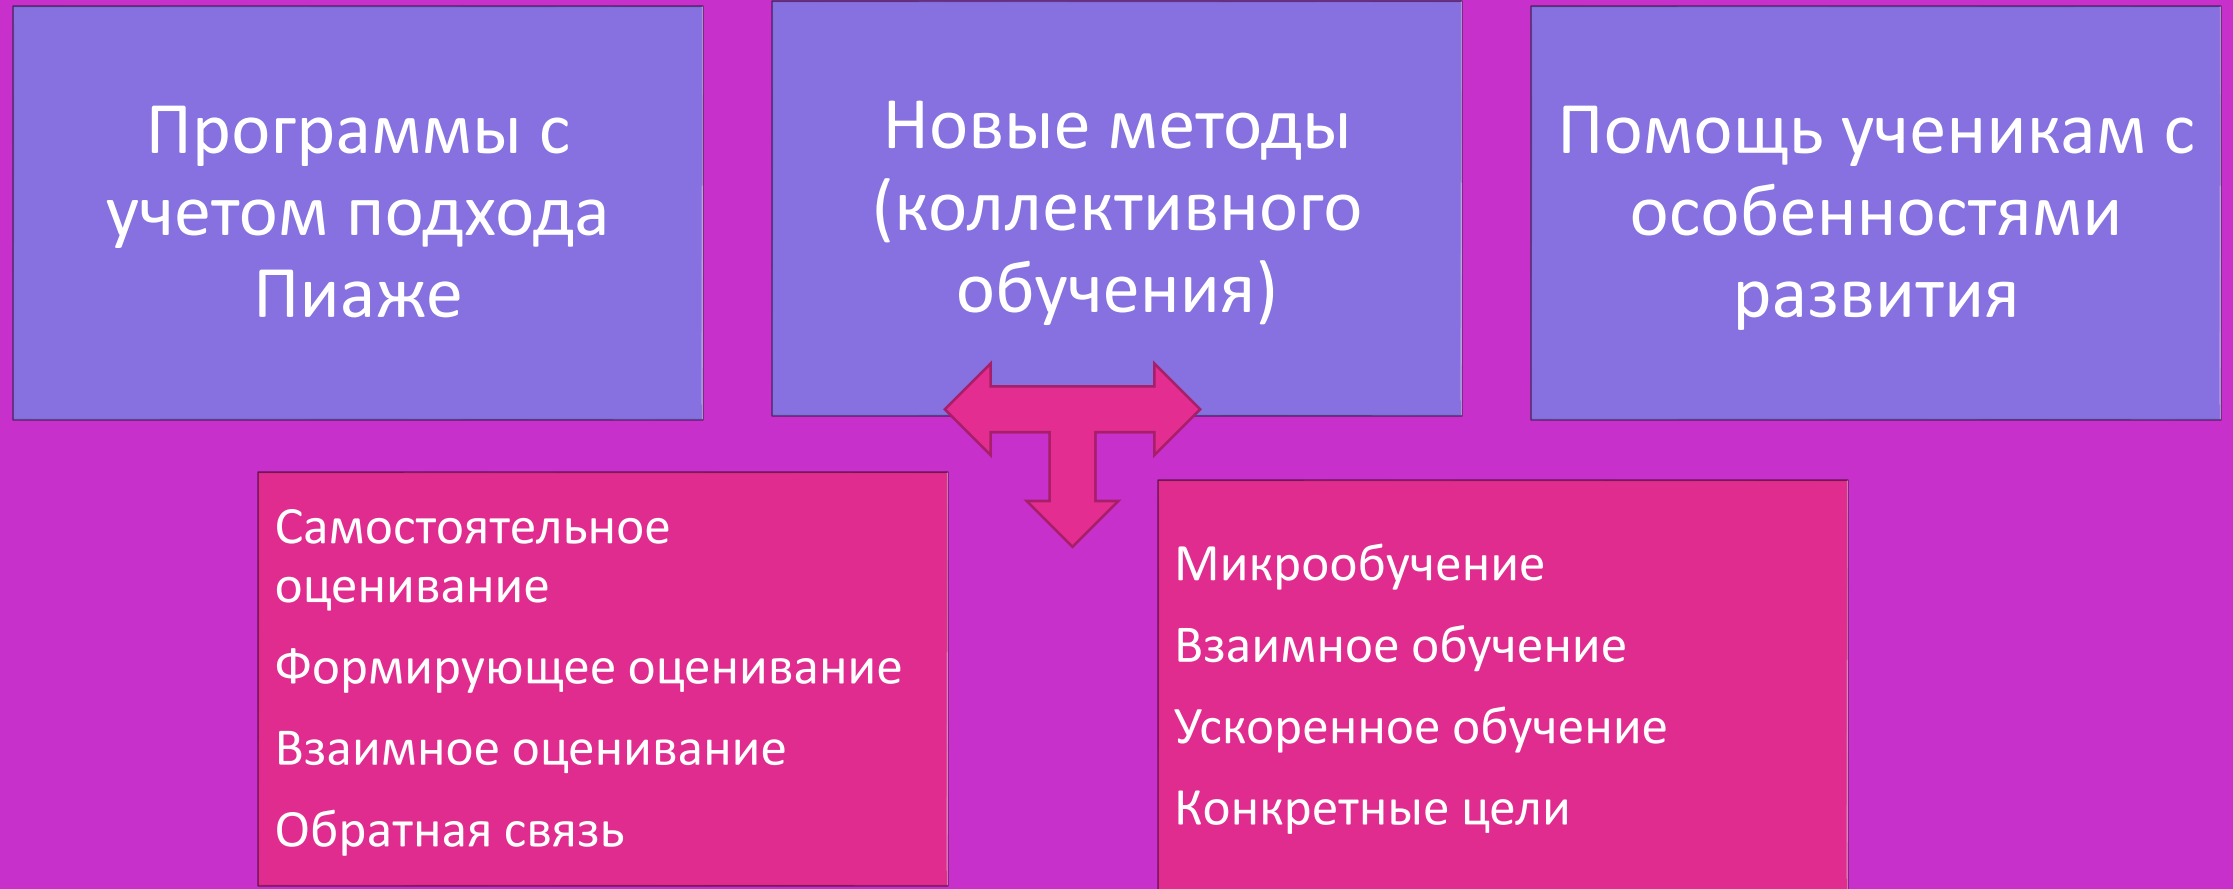 Программы с
учетом подхода
Пиаже
Новые методы
(коллективного
обучения)
Помощь ученикам с
особенностями
развития
Самостоятельное
оценивание
Формирующее оценивание
Взаимное оценивание
Обратная связь
Микрообучение
Взаимное обучение
Ускоренное обучение
Конкретные цели